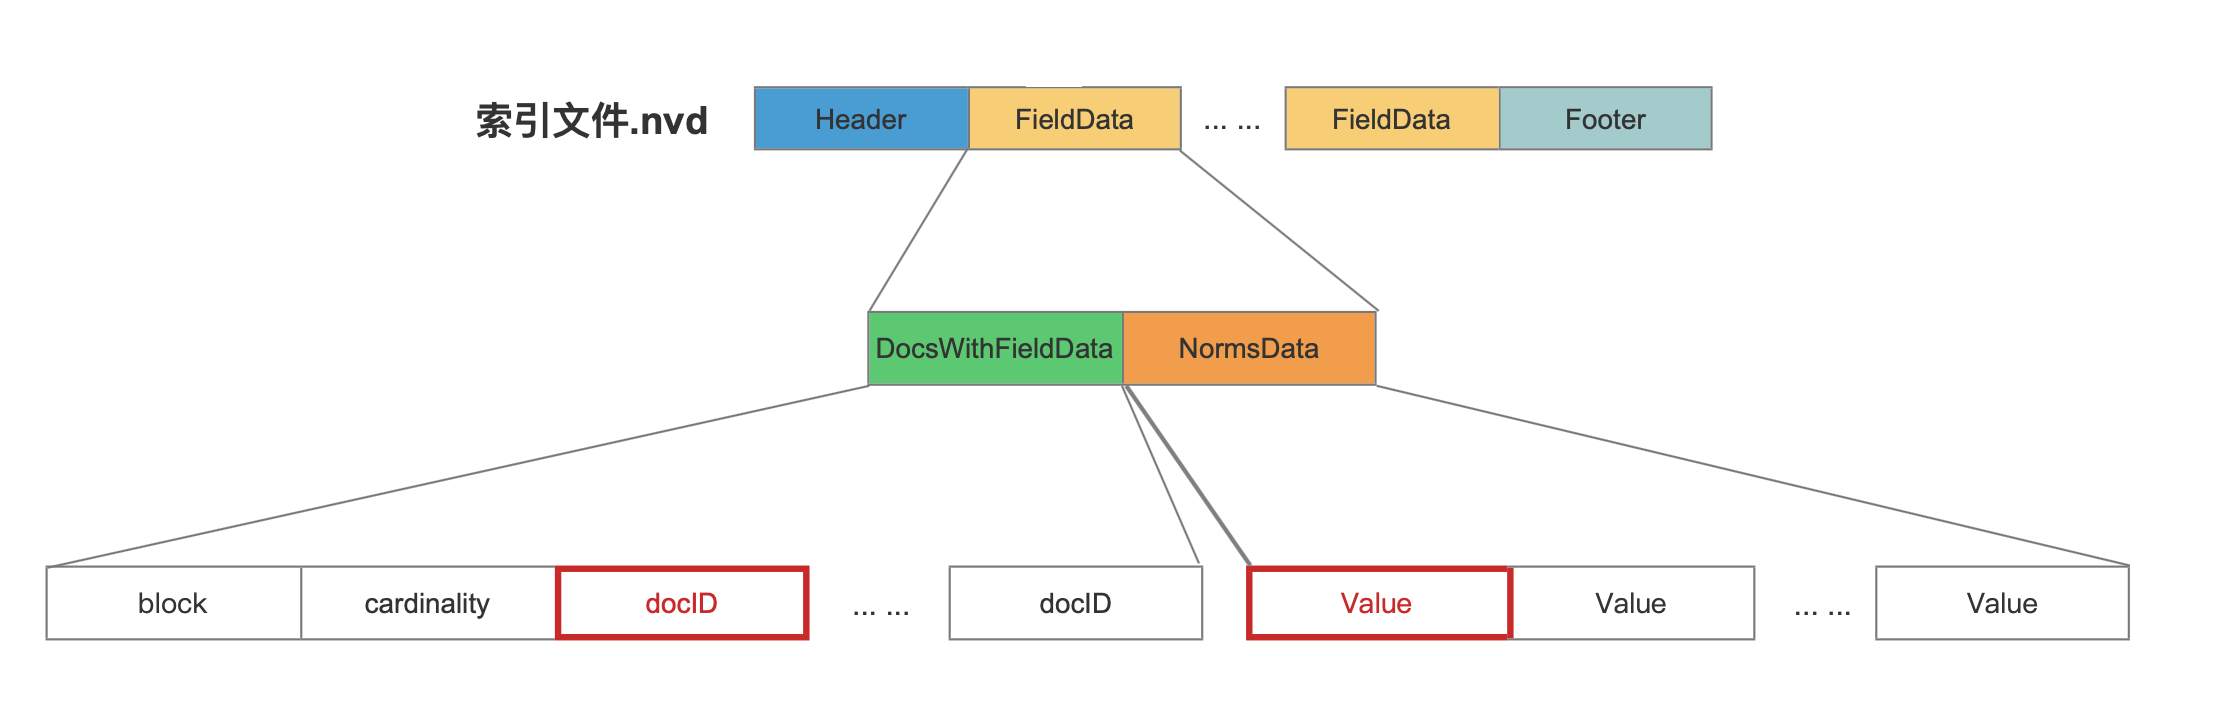 索引文件.nvd Header FieldData ... ... FieldData Footer
DocsWithFieldData NormsData
block cardinality docID ... ... docID Value Value ... ... Value